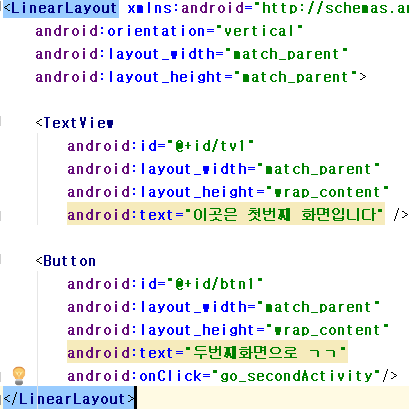 <LinearLayout xmlns:android="http://schemas.an
android:orientation="vertical"
android:layout_width="match_parent"
android:layout_height="match_parent">
<TextView
android:id="@+id/tv1"
android:layout_width="match_parent"
android:layout_height="wrap_content"
android:text="이곳은 첫번째 화면입니다" />
<Button
android:id="@+id/btn1"
android:layout_width="match_parent"
android:layout_height="wrap_content"
android:text="두번째화면으로 ㄱㄱ"
android:onClick="go_secondActivity"/>
</LinearLayout>